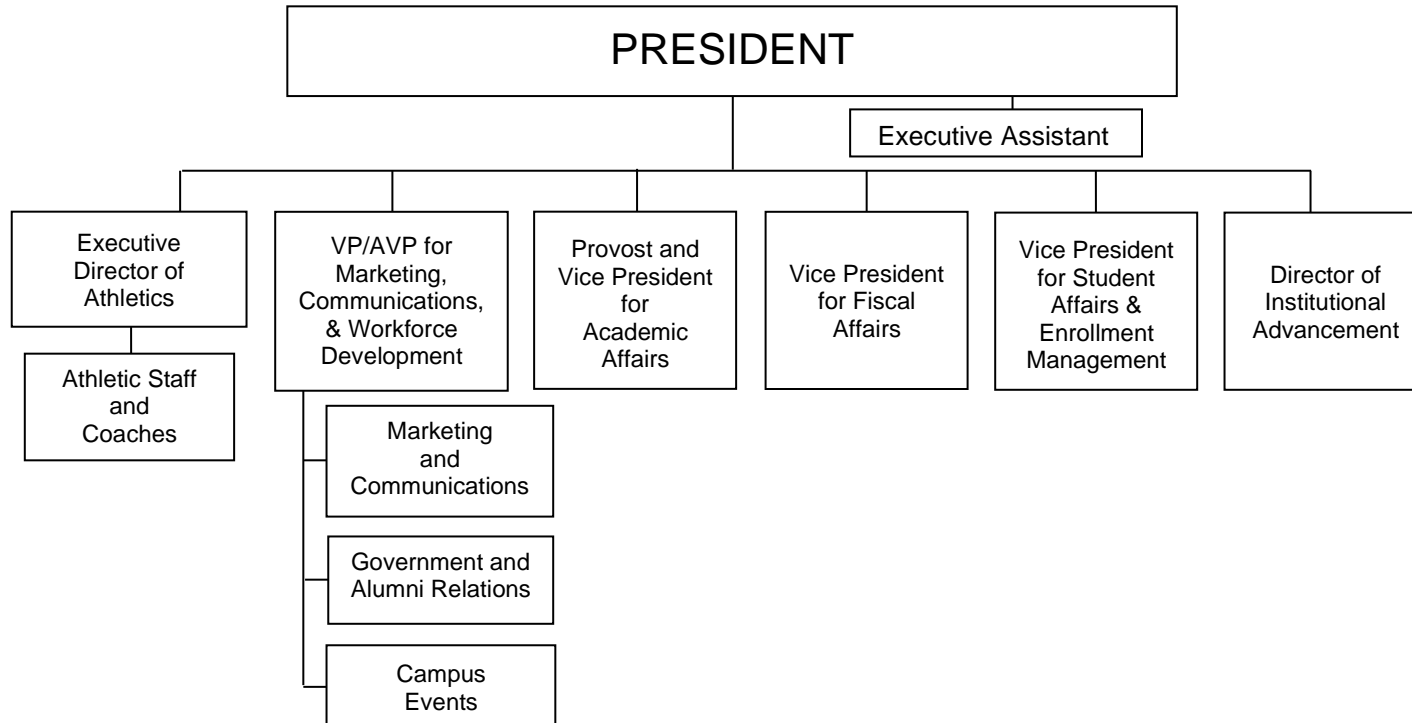 PRESIDENT
Executive Assistant
Executive
Director of
Athletics
VP/AVP for
Marketing,
Communications,
& Workforce
Development
Provost and
Vice President
for
Academic
Affairs
Vice President
for Fiscal
Affairs
Vice President
for Student
Affairs &
Enrollment
Management
Director of
Institutional
Advancement
Athletic Staff
and
Coaches
Marketing
and
Communications
Government and
Alumni Relations
Campus
Events